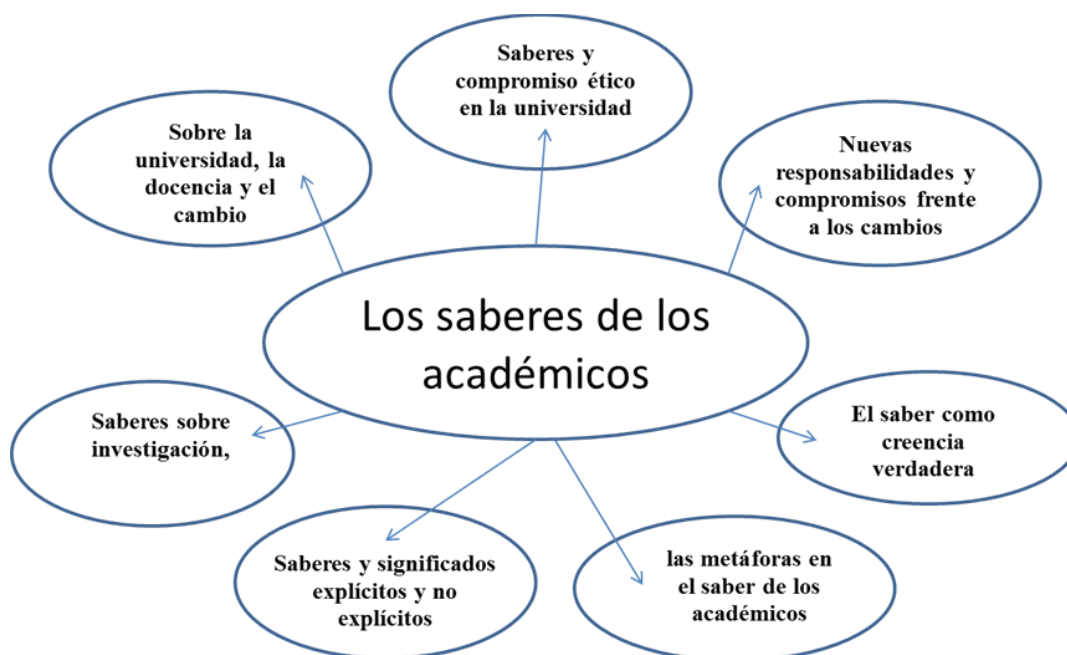 Saberes y
compromiso ético
en la universidad
Sobre la
universidad, la
docencia y el
cambio
Nuevas
responsabilidades y
compromisos frente
a los cambios
Los saberes de los
académicos
Saberes sobre
investigación,
El saber como
creencia
verdadera
Saberes y significados
explícitos y no
explícitos
las metáforas en
el saber de los
académicos